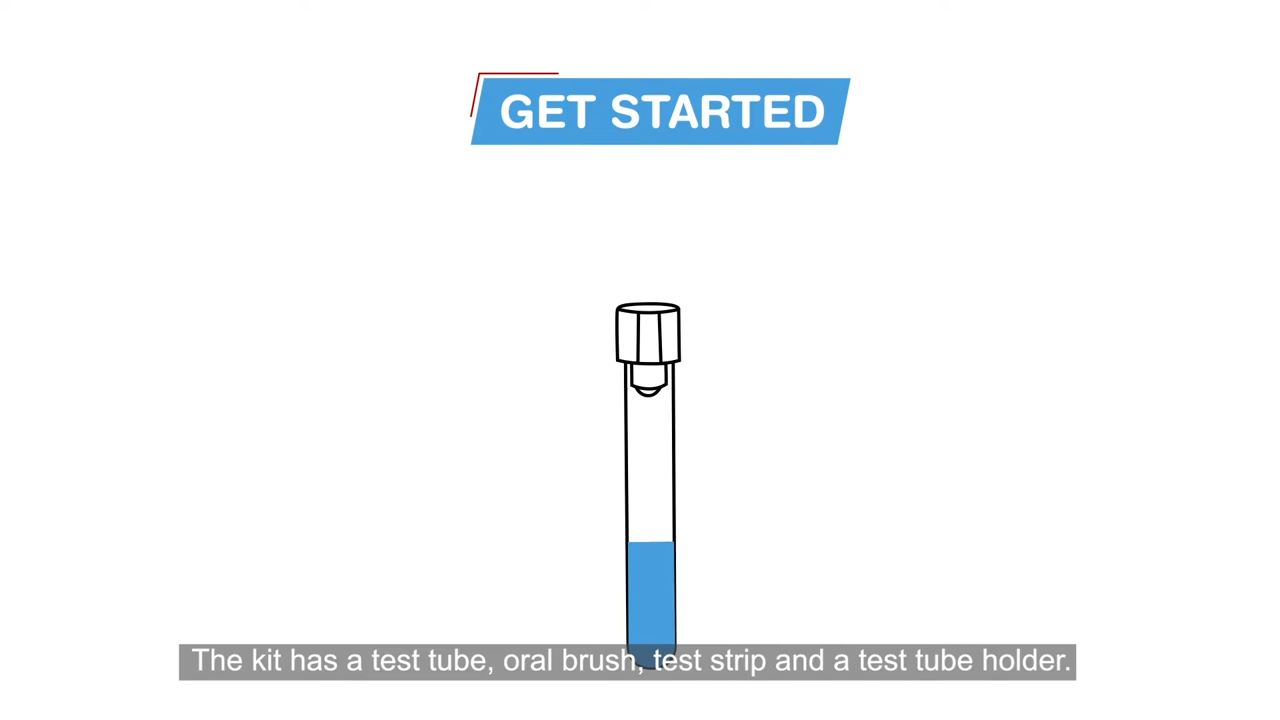 GET STARTED
The kit has a test tube, oral brush, test strip and a test tube holder.